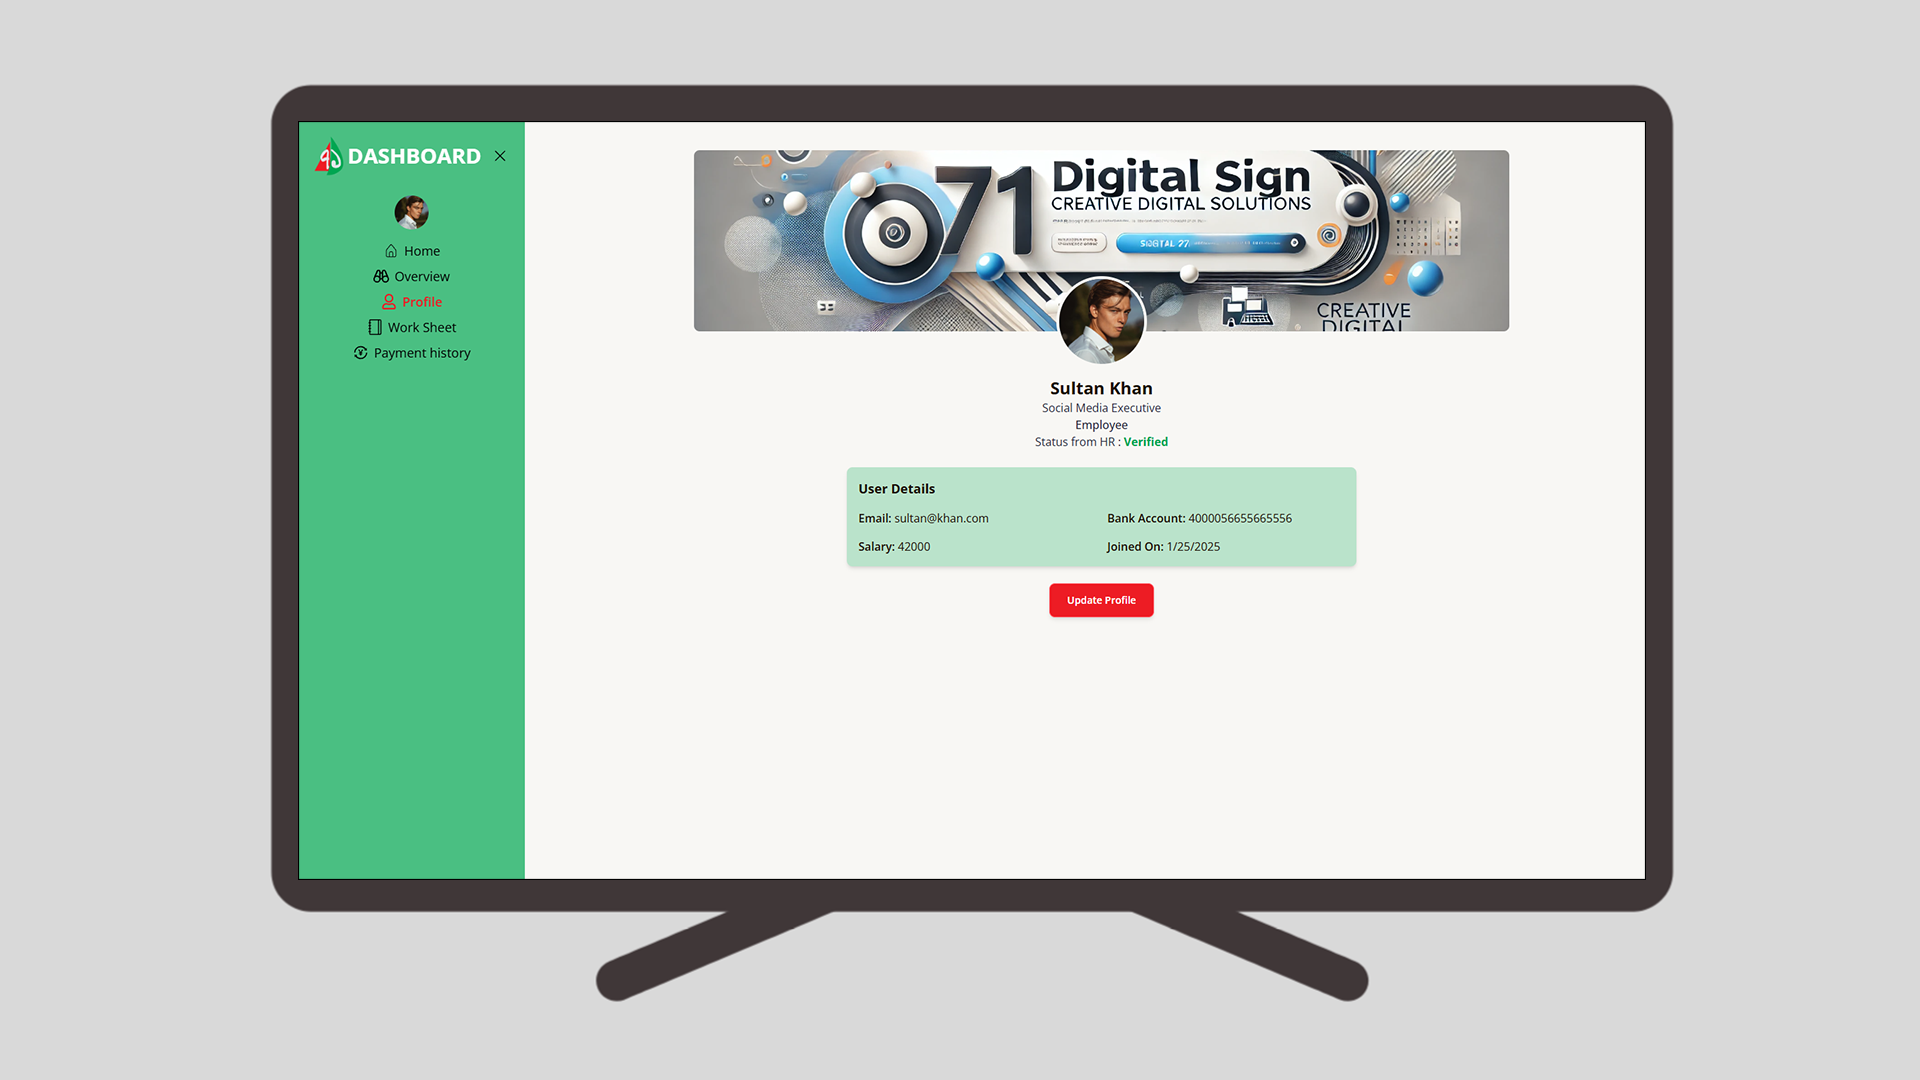 DASHBOARD
Home
Overview
Profile
Work Sheet
Payment history
71
Digital Sign
CREATIVE DIGITAL SOLUTIONS
CREATIVE
DIGITAL
Sultan Khan
Social Media Executive
Employee
Status from HR : Verified
User Details
Email: sultan@khan.com
Bank Account: 4000056655665556
Salary: 42000
Joined On: 1/25/2025
Update Profile